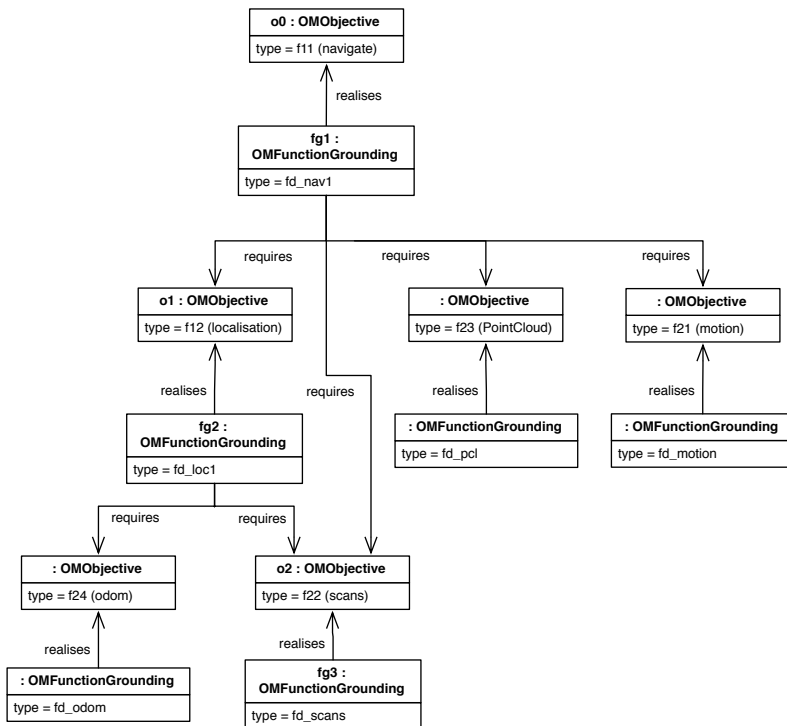 o0 : OMObjective
type = f11 (navigate)
realises
fg1 :
OMFunctionGrounding
type = fd_nav1
requires
requires
requires
o1 : OMObjective
type = f12 (localisation)
: OMObjective
type = f23 (PointCloud)
: OMObjective
type = f21 (motion)
realises
requires
realises
realises
fg2 :
OMFunctionGrounding
type = fd_loc1
: OMFunctionGrounding
type = fd_pcl
: OMFunctionGrounding
type = fd_motion
requires
requires
: OMObjective
type = f24 (odom)
o2 : OMObjective
type = f22 (scans)
realises
realises
: OMFunctionGrounding
type = fd_odom
fg3 :
OMFunctionGrounding
type = fd_scans